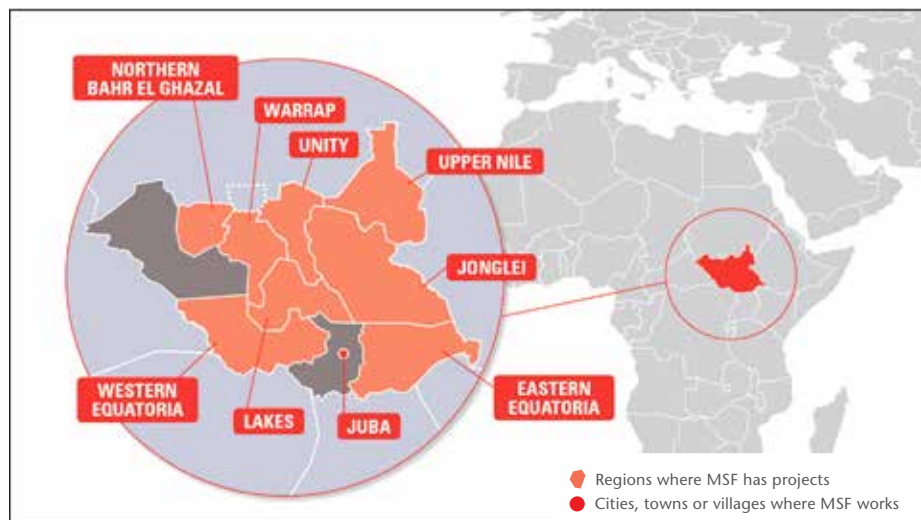 NORTHERN
BAHR EL GHAZAL
WARRAP
UNITY
UPPER NILE
JONGLEI
WESTERN
EQUATORIA
LAKES
JUBA
EASTERN
EQUATORIA
Regions where MSF has projects
Cities, towns or villages where MSF works